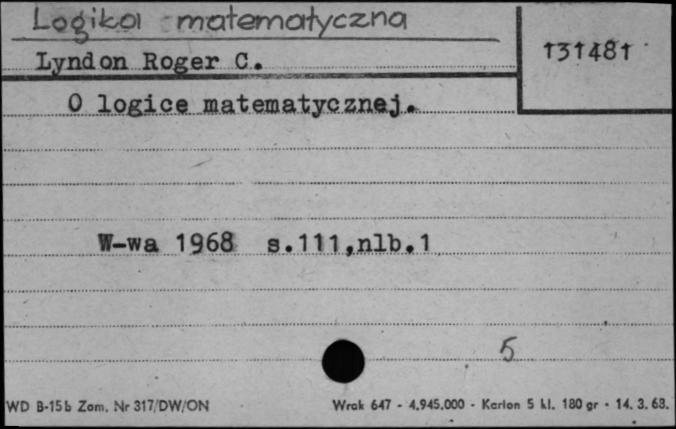 Logika matematyczna
131481
Lyndon Roger C.
O logice matematycznej.
W-wa 1968 s.111,nlb.1
5
WD B-15b Zam. Nr 317/DW/ON
Wrak 647 - 4.945.000 - Karton 5 kl. 180 gr - 14. 3. 68.